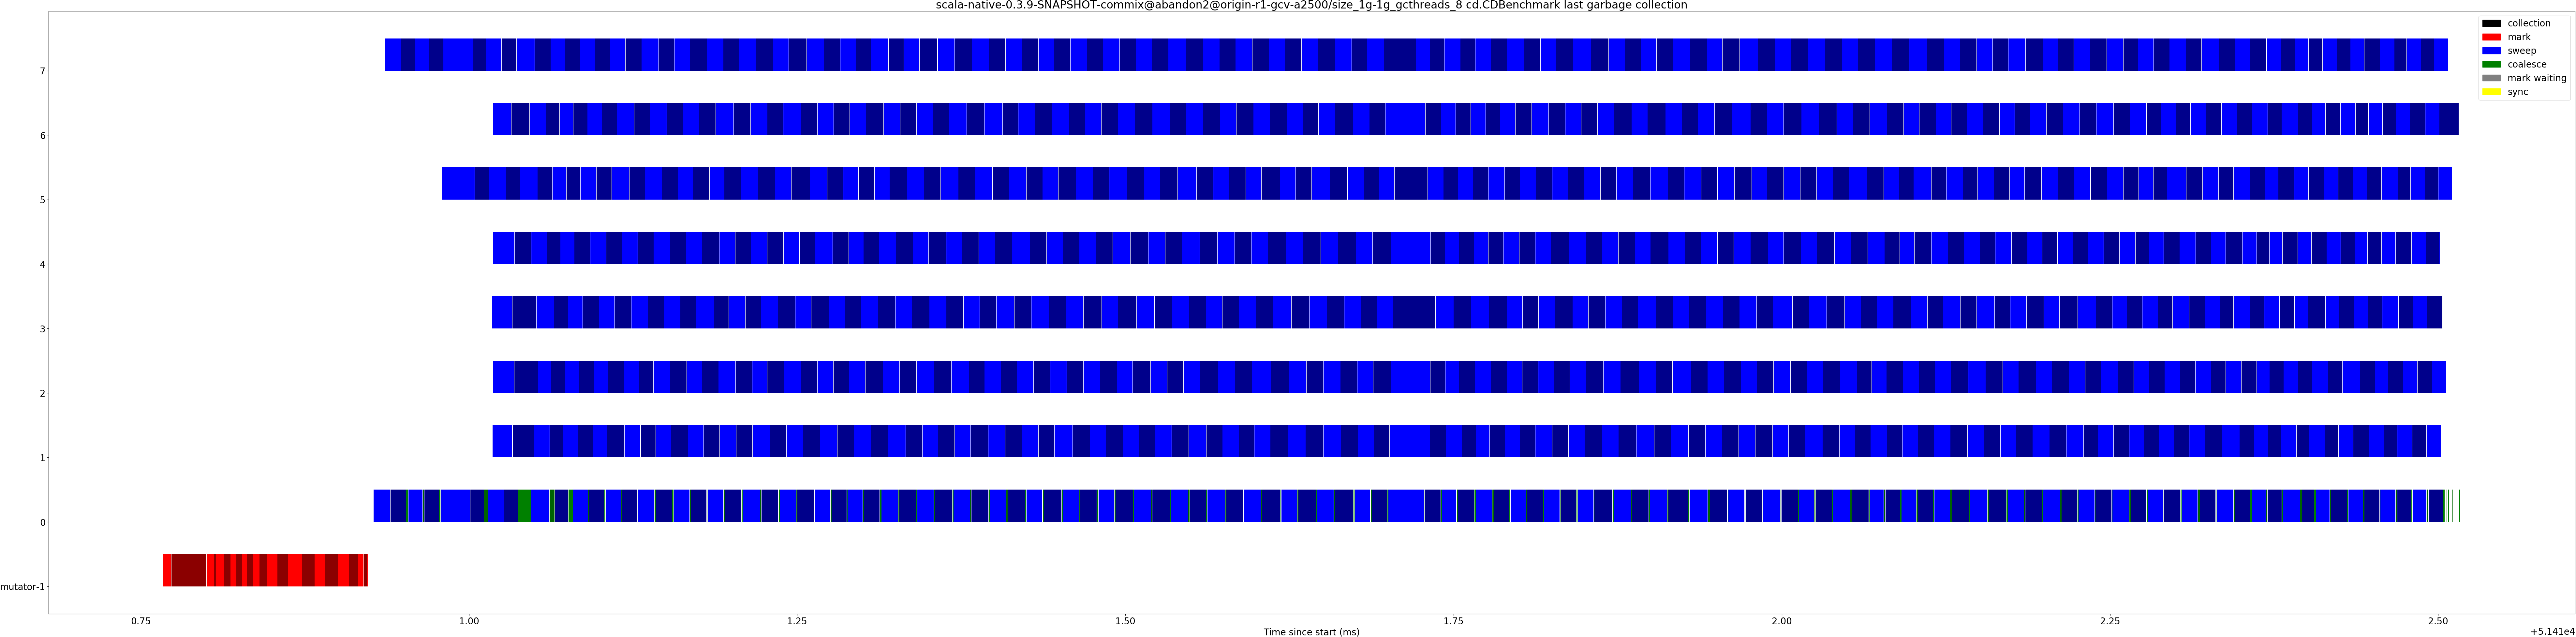 scala-native-0.3.9-SNAPSHOT-commix@abandon2@origin-r1-gcv-a2500/size_1g-1g_gcthreads_8 cd.CDBenchmark last garbage collection
collection
mark
sweep
coalesce
mark waiting
sync
7
6
5
4
3
2
1
0
mutator-1
0.75 1.00 1.25 1.50 1.75 2.00 2.25 2.50
Time since start (ms)
+5.141e4